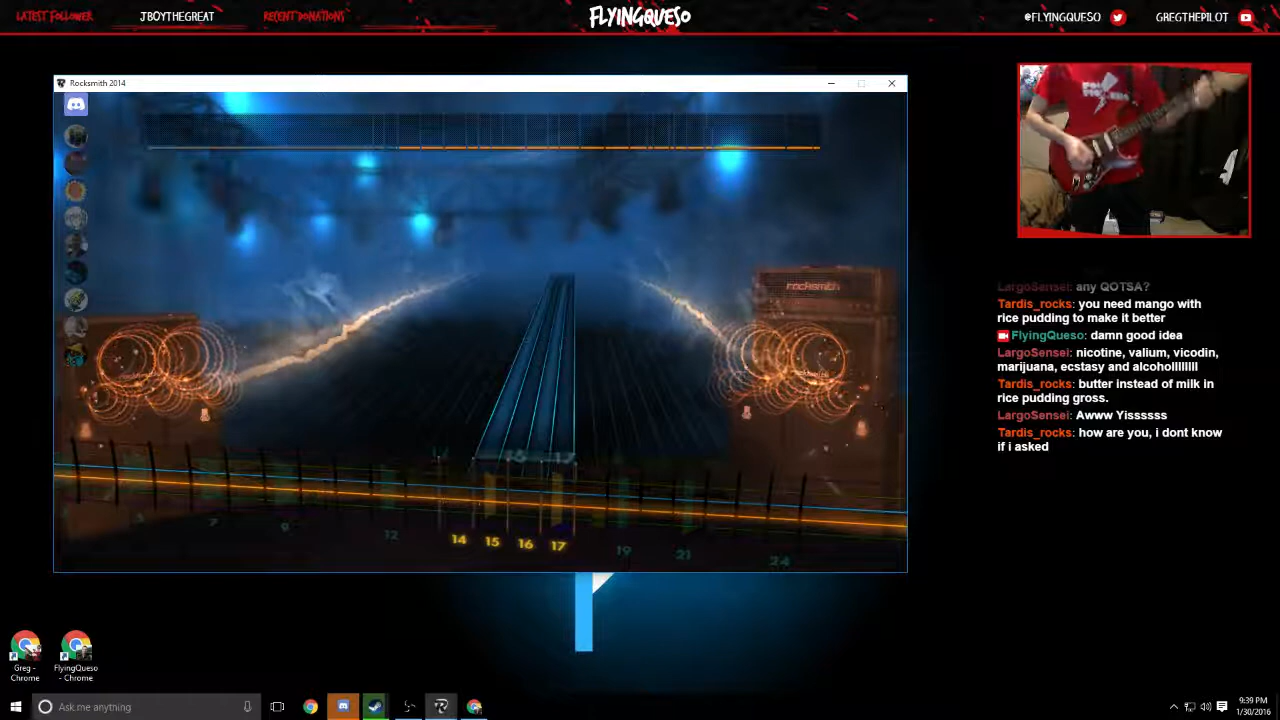 LATEST FOLLOWER
JBOYTHEGREAT
RECENT DONATIONS
FLYINGQUESO
@FLYINGQUESO
GREGTHEPILOT
Rocksmith 2014
rocksmith
LargoSensei: any QOTSA?
Tardis_rocks: you need mango with
rice pudding to make it better
FlyingQueso: damn good idea
LargoSensei: nicotine, valium, vicodin,
marijuana, ecstasy and alcoholllllllll
Tardis_rocks: butter instead of milk in
rice pudding gross.
LargoSensei: Awww Yissssss
Tardis_rocks: how are you, i dont know
if i asked
7
9
12
14
15
16
17
19
21
24
Greg -
Chrome
FlyingQueso
- Chrome
Ask me anything
9:39 PM
1/30/2016